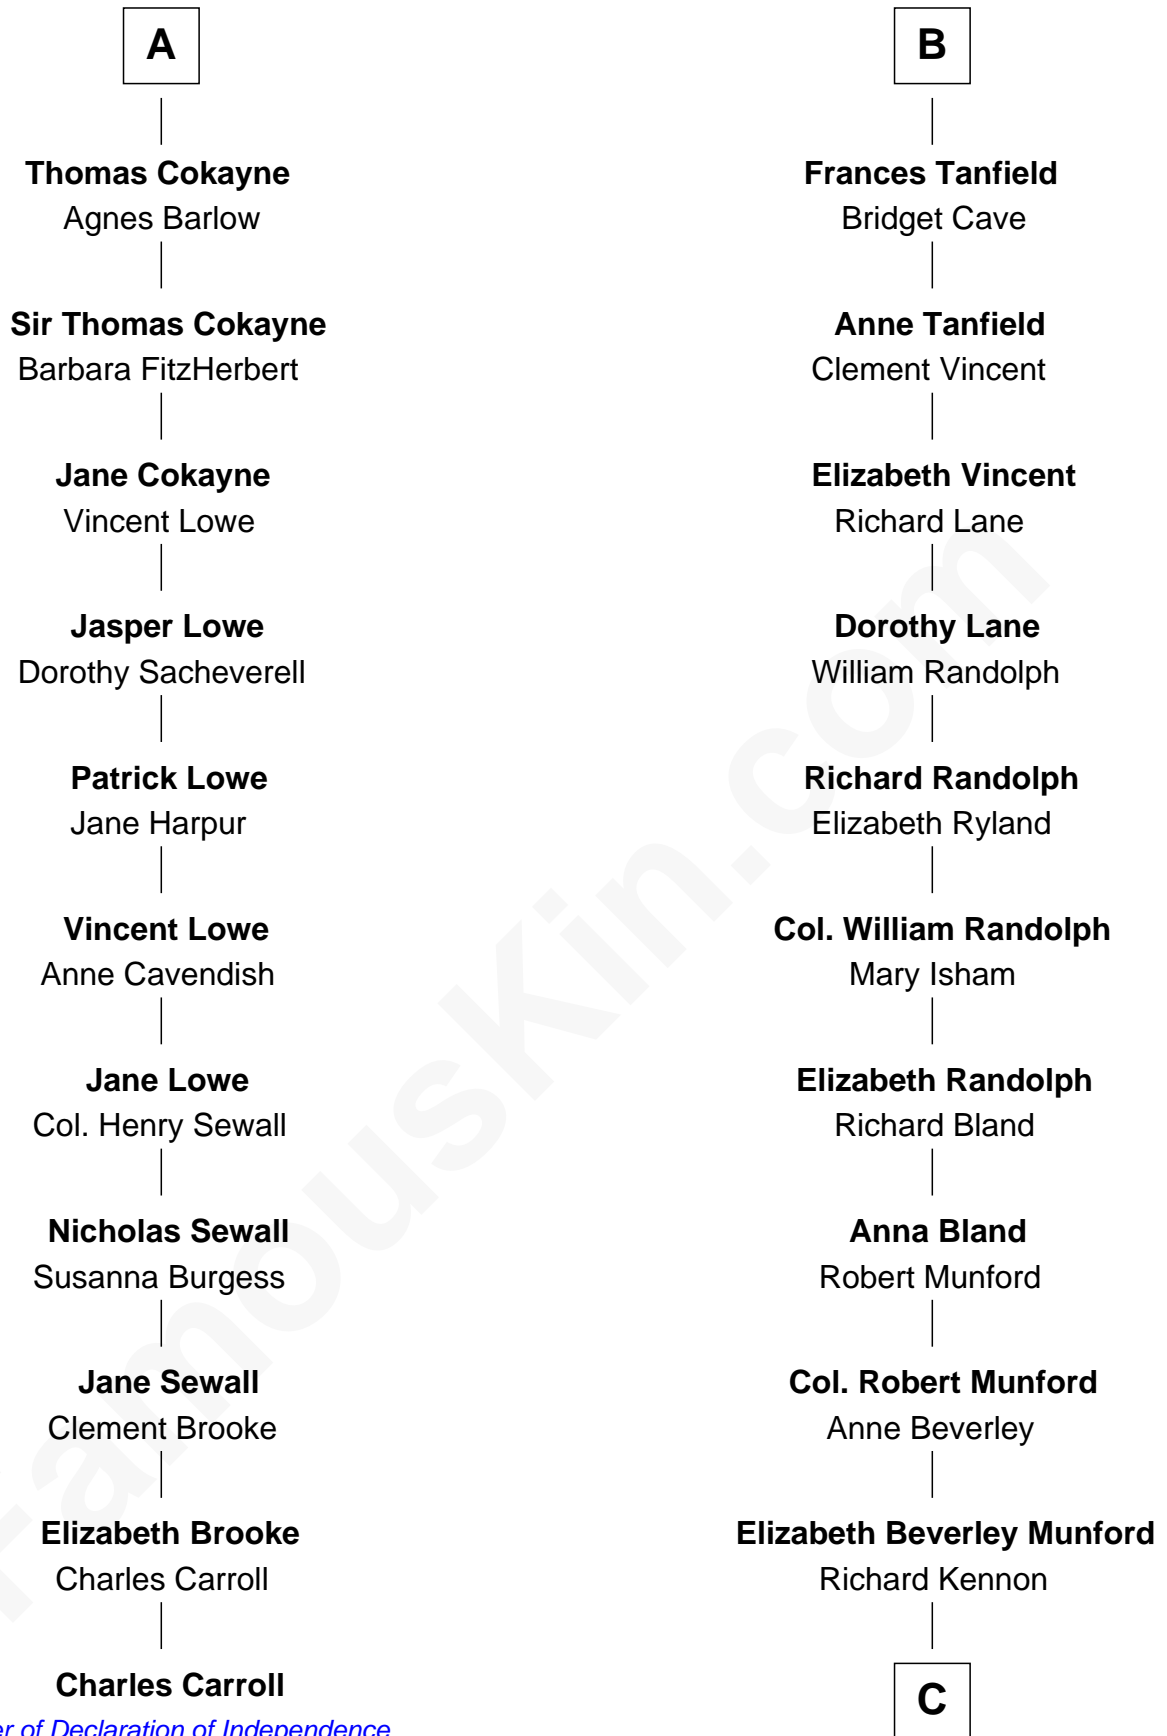 A
Thomas Cokayne
Agnes Barlow
Sir Thomas Cokayne
Barbara FitzHerbert
Jane Cokayne
Vincent Lowe
Jasper Lowe
Dorothy Sacheverell
Patrick Lowe
Jane Harpur
Vincent Lowe
Anne Cavendish
Jane Lowe
Col. Henry Sewall
Nicholas Sewall
Susanna Burgess
Jane Sewall
Clement Brooke
Elizabeth Brooke
Charles Carroll
Charles Carroll
of Declaration of Independence
B
Frances Tanfield
Bridget Cave
Anne Tanfield
Clement Vincent
Elizabeth Vincent
Richard Lane
Dorothy Lane
William Randolph
Richard Randolph
Elizabeth Ryland
Col. William Randolph
Mary Isham
Elizabeth Randolph
Richard Bland
Anna Bland
Robert Munford
Col. Robert Munford
Anne Beverley
Elizabeth Beverley Munford
Richard Kennon
C
FamousKin.com